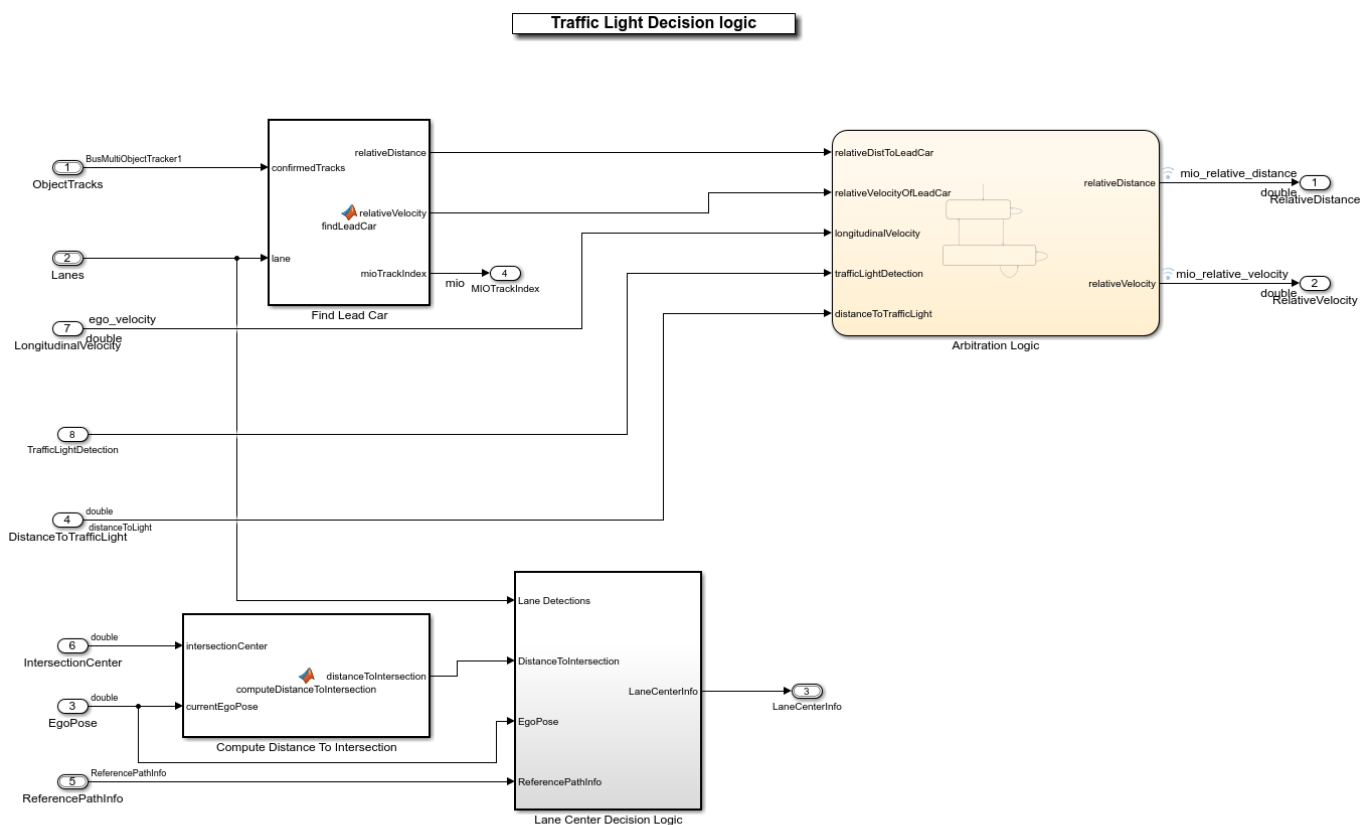 Traffic Light Decision logic
1
BusMultiObjectTracker1
ObjectTracks
confirmedTracks
relativeDistance
relativeVelocity
findLeadCar
2
Lanes
lane
mioTrackIndex
mio
4
MIOTrackIndex
Find Lead Car
7
ego_velocity
double
LongitudinalVelocity
relativeDistToLeadCar
relativeVelocityOfLeadCar
longitudinalVelocity
trafficLightDetection
distanceToTrafficLight
relativeDistance
relativeVelocity
Arbitration Logic
mio_relative_distance
double
1
RelativeDistance
mio_relative_velocity
double
2
RelativeVelocity
8
TrafficLightDetection
4
double
distanceToLight
DistanceToTrafficLight
6
double
IntersectionCenter
3
double
EgoPose
5
ReferencePathInfo
ReferencePathInfo
intersectionCenter
distanceToIntersection
computeDistanceToIntersection
currentEgoPose
Compute Distance To Intersection
Lane Detections
DistanceToIntersection
LaneCenterInfo
EgoPose
ReferencePathInfo
Lane Center Decision Logic
3
LaneCenterInfo